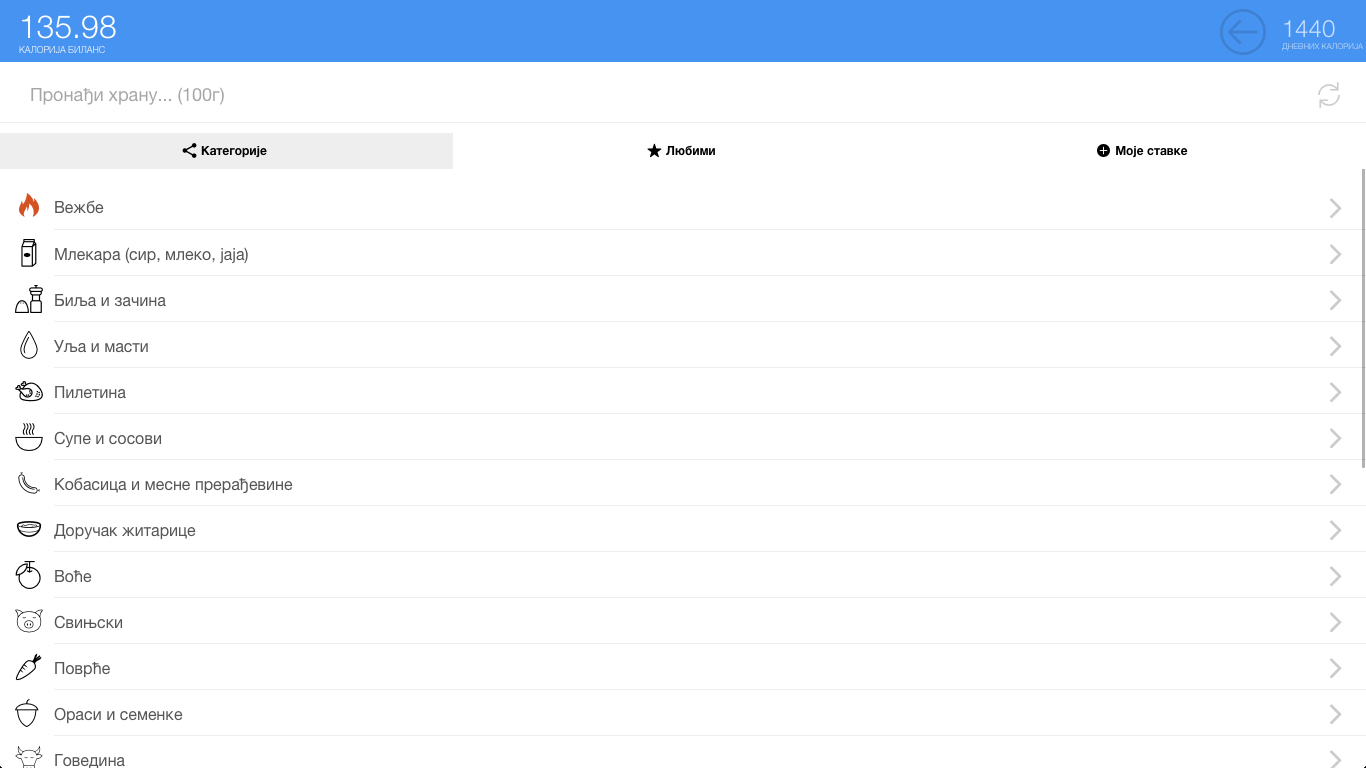 135.98
КАЛОРИЈА БИЛАНС
1440
ДНЕВНИХ КАЛОРИЈА
Пронађи храну... (100г)
Категорије
Љубими
Моје ставке
Вежбе
Млекара (сир, млеко, јаја)
Биља и зачина
Уља и масти
Пилетина
Супе и сосови
Кобасица и месне прерађевине
Доручак житарице
Воће
Свињски
Поврће
Ораси и семенке
Говедина